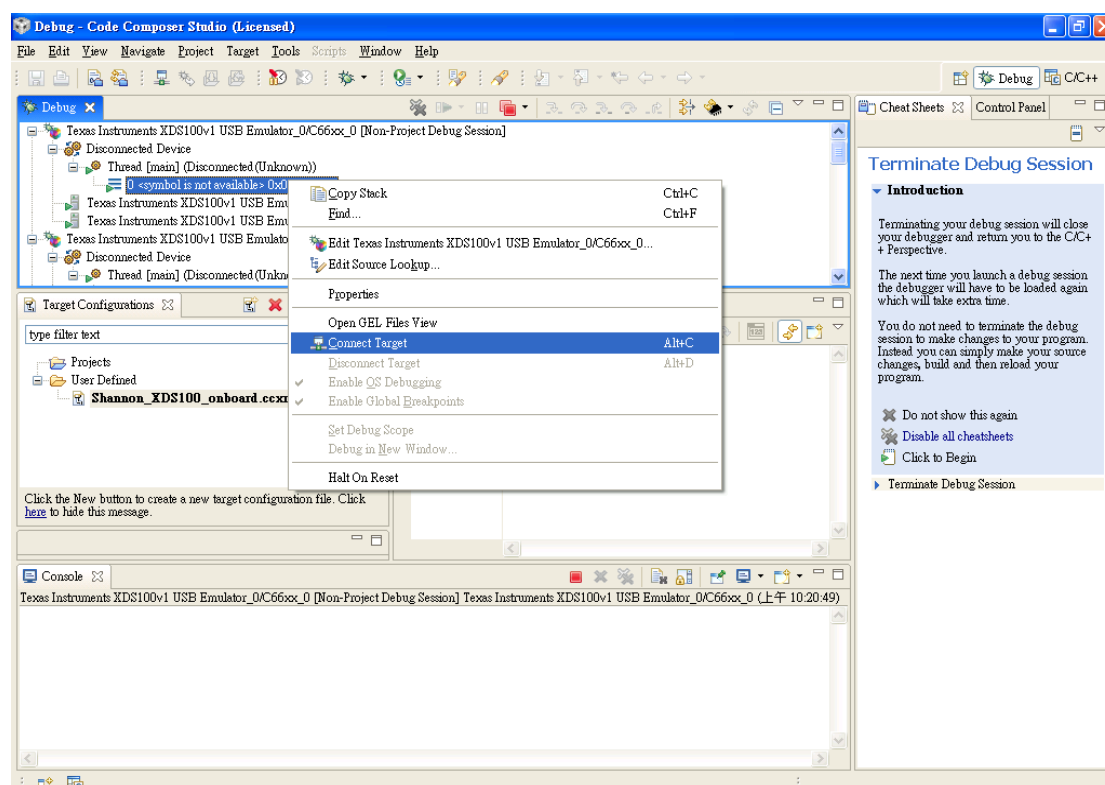 Debug - Code Composer Studio (Licensed)
File Edit View Navigate Project Target Tools Scripts Window Help
Debug C/C++
Debug
Texas Instruments XDS100v1 USB Emulator_0/C66xx_0 [Non-Project Debug Session]
Disconnected Device
Thread [main] (Disconnected(Unknown))
0 <symbol is not available> 0x0
Texas Instruments XDS100v1 USB Emu
Texas Instruments XDS100v1 USB Emu
Texas Instruments XDS100v1 USB Emulato
Disconnected Device
Thread [main] (Disconnected(Unkn
Copy Stack Ctrl+C
Find... Ctrl+F
Edit Texas Instruments XDS100v1 USB Emulator_0/C66xx_0...
Edit Source Lookup...
Properties
Open GEL Files View
Connect Target Alt+C
Disconnect Target Alt+D
Enable OS Debugging
Enable Global Breakpoints
Set Debug Scope
Debug in New Window...
Halt On Reset
Target Configurations
type filter text
Projects
User Defined
Shannon_XDS100_onboard.ccxm
Click the New button to create a new target configuration file. Click
here to hide this message.
Console
Texas Instruments XDS100v1 USB Emulator_0/C66xx_0 [Non-Project Debug Session] Texas Instruments XDS100v1 USB Emulator_0/C66xx_0 (上午 10:20:49)
Cheat Sheets Control Panel
Terminate Debug Session
Introduction
Terminating your debug session will close
your debugger and return you to the C/C+
+ Perspective.
The next time you launch a debug session
the debugger will have to be loaded again
which will take extra time.
You do not need to terminate the debug
session to make changes to your program.
Instead you can simply make your source
changes, build and then reload your
program.
Do not show this again
Disable all cheatsheets
Click to Begin
Terminate Debug Session